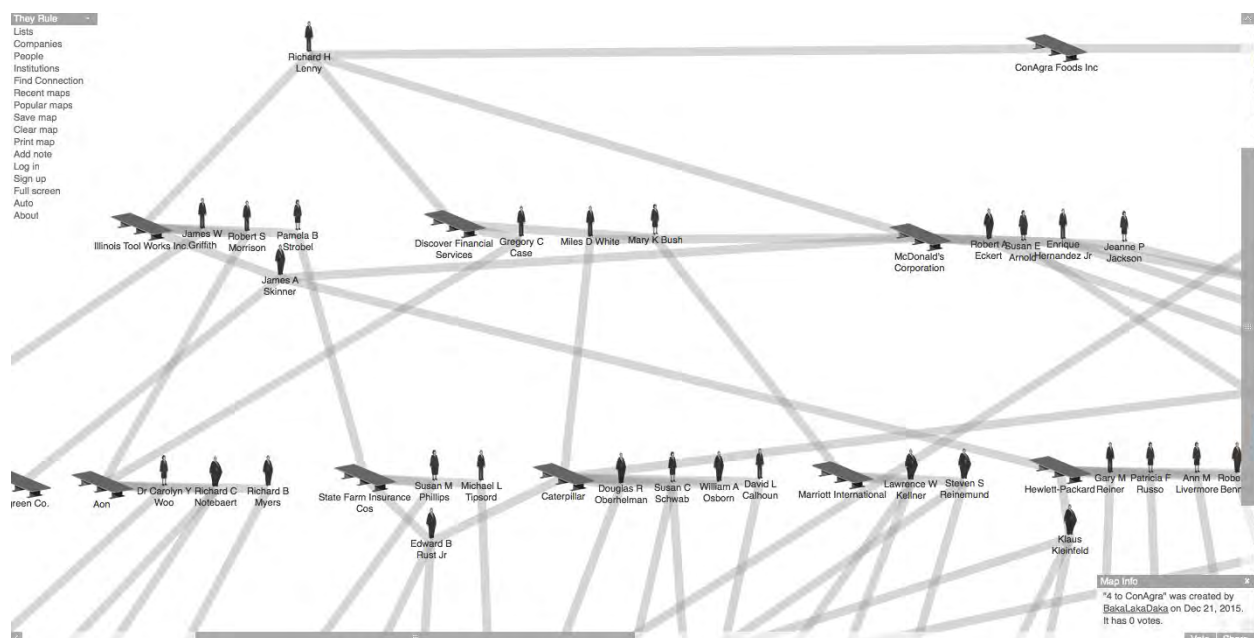 They Rule -
Lists
Companies
People
Institutions
Find Connection
Recent maps
Popular maps
Save map
Clear map
Print map
Add note
Log in
Sign up
Full screen
Auto
About
Richard H
Lenny
ConAgra Foods Inc
Illinois Tool Works Inc.
James W
Griffith
Robert S
Morrison
Pamela B
Strobel
James A
Skinner
Discover Financial
Services
Gregory C
Case
Miles D White
Mary K Bush
McDonald's
Corporation
Robert A
Eckert
Susan E
Arnold
Enrique
Hernandez Jr
Jeanne P
Jackson
reen Co.
Aon
Dr Carolyn Y
Woo
Richard C
Notebaert
Richard B
Myers
State Farm Insurance
Cos
Susan M
Phillips
Michael L
Tipsord
Edward B
Rust Jr
Caterpillar
Douglas R
Oberhelman
Susan C
Schwab
William A
Osborn
David L
Calhoun
Marriott International
Lawrence W
Kellner
Steven S
Reinemund
Hewlett-Packard
Gary M
Reiner
Patricia F
Russo
Ann M
Livermore
Robe
Benn
Klaus
Kleinfeld
Map Info x
"4 to ConAgra" was created by
BakaLakaDaka on Dec 21, 2015.
It has 0 votes.